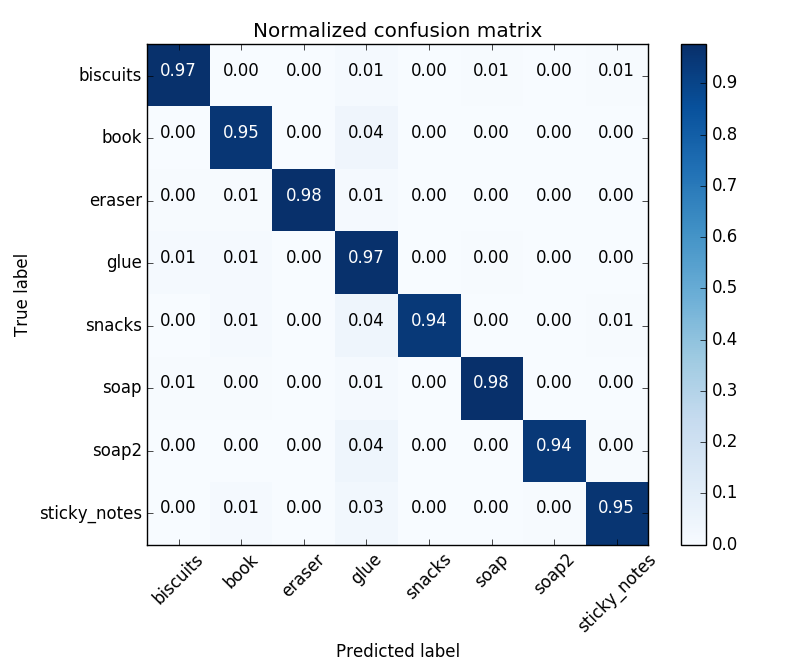 Normalized confusion matrix
biscuits 0.97 0.00 0.00 0.01 0.00 0.01 0.00 0.01
book 0.00 0.95 0.00 0.04 0.00 0.00 0.00 0.00
eraser 0.00 0.01 0.98 0.01 0.00 0.00 0.00 0.00
glue 0.01 0.01 0.00 0.97 0.00 0.00 0.00 0.00
snacks 0.00 0.01 0.00 0.04 0.94 0.00 0.00 0.01
soap 0.01 0.00 0.00 0.01 0.00 0.98 0.00 0.00
soap2 0.00 0.00 0.00 0.04 0.00 0.00 0.94 0.00
sticky_notes 0.00 0.01 0.00 0.03 0.00 0.00 0.00 0.95
biscuits book eraser glue snacks soap soap2 sticky_notes
True label
Predicted label
0.9
0.8
0.7
0.6
0.5
0.4
0.3
0.2
0.1
0.0